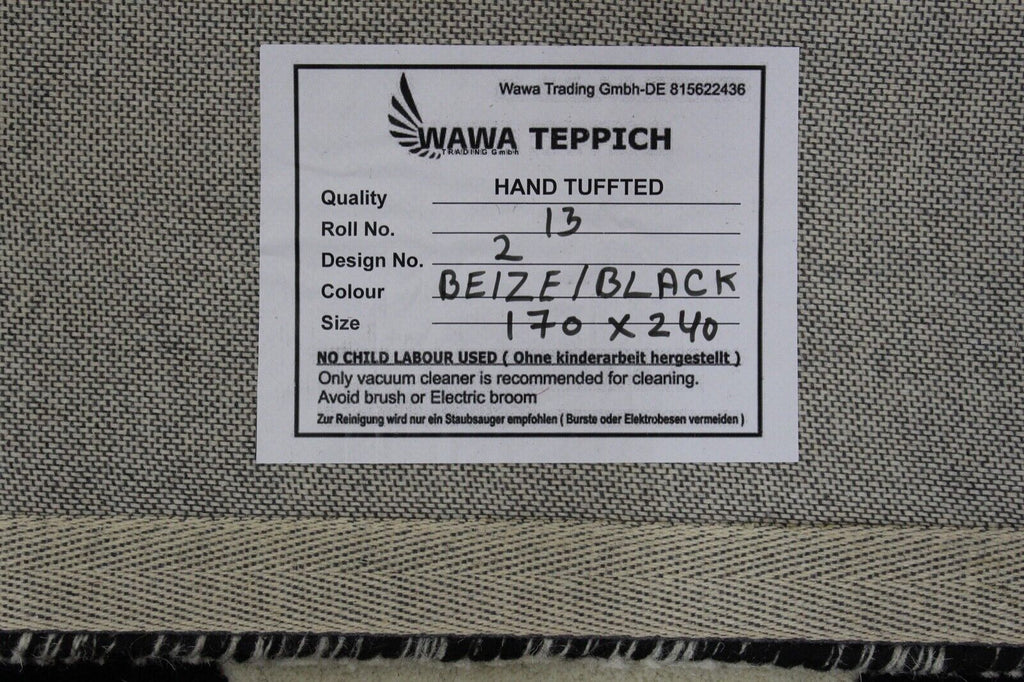 Wawa Trading Gmbh-DE 815622436
WAWA TEPPICH
TRADING GmbH
Quality HAND TUFFTED
Roll No. 13
Design No. 2
Colour BEIZE/BLACK
Size 170 x 240
NO CHILD LABOUR USED ( Ohne kinderarbeit hergestellt )
Only vacuum cleaner is recommended for cleaning.
Avoid brush or Electric broom
Zur Reinigung wird nur ein Staubsauger empfohlen ( Burste oder Elektrobesen vermeiden )